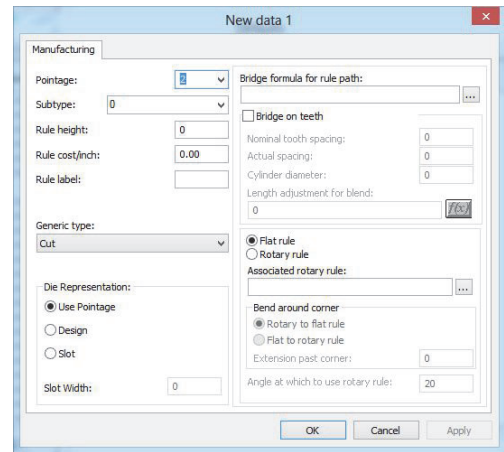 New data 1
Manufacturing
Pointage: 2
Subtype: 0
Rule height: 0
Rule cost/inch: 0.00
Rule label:
Generic type:
Cut
Die Representation:
Use Pointage
Design
Slot
Slot Width: 0
Bridge formula for rule path:
...
Bridge on teeth
Nominal tooth spacing: 0
Actual spacing: 0
Cylinder diameter: 0
Length adjustment for blend:
0 f(x)
Flat rule
Rotary rule
Associated rotary rule:
...
Bend around corner
Rotary to flat rule
Flat to rotary rule
Extension past corner: 0
Angle at which to use rotary rule: 20
OK Cancel Apply